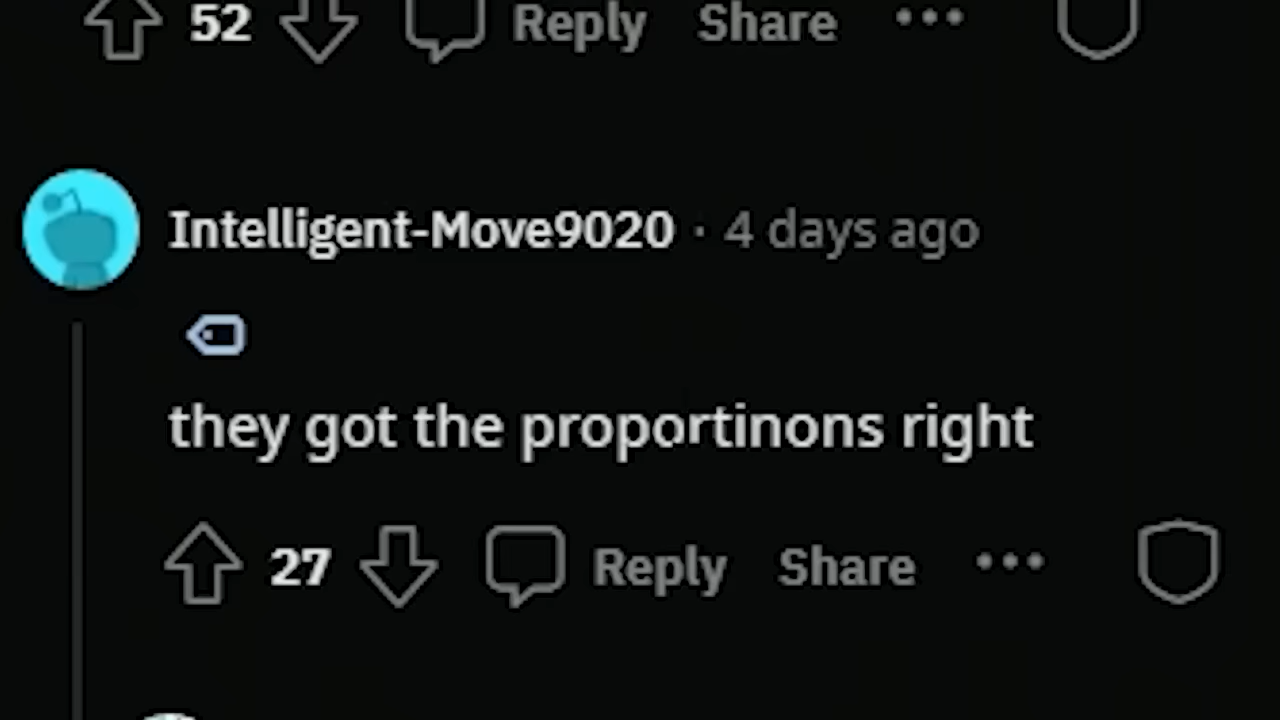 52 Reply Share •••
Intelligent-Move9020 · 4 days ago
they got the proportinons right
27 Reply Share •••